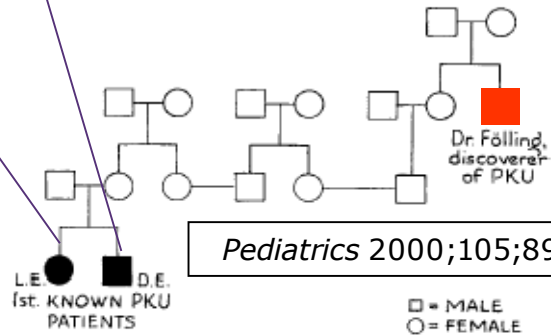 Dr. Fölling,
discoverer
of PKU
Pediatrics 2000;105;89
L.E.
D.E.
1st. KNOWN PKU
PATIENTS
□ = MALE
○ = FEMALE